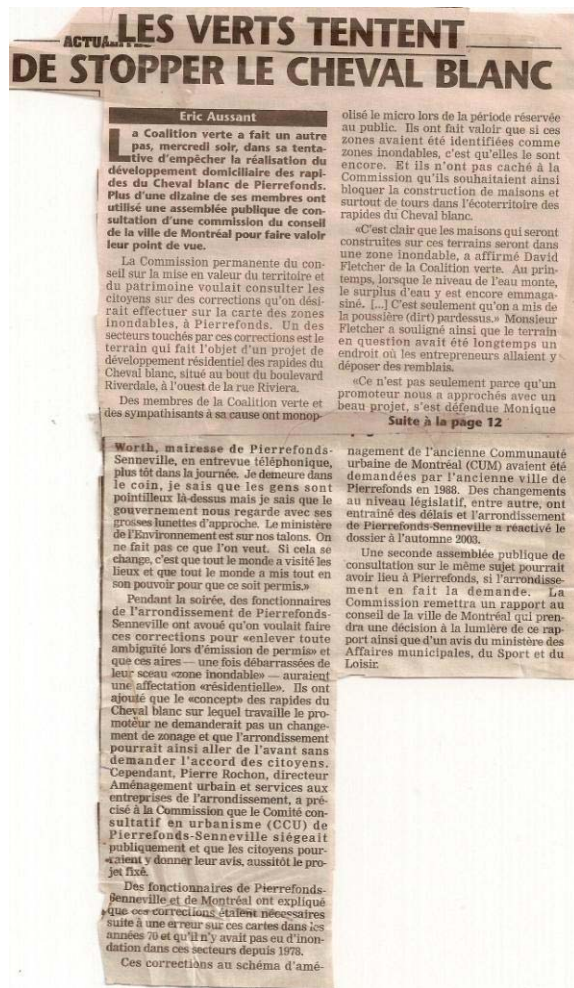 ACTUALITÉS
LES VERTS TENTENT
DE STOPPER LE CHEVAL BLANC
Eric Aussant
La Coalition verte a fait un autre
pas, mercredi soir, dans sa tenta-
tive d'empêcher la réalisation du
développement domiciliaire des rapi-
des du Cheval blanc de Pierrefonds.
Plus d'une dizaine de ses membres ont
utilisé une assemblée publique de con-
sultation d'une commission du conseil
de la ville de Montréal pour faire valoir
leur point de vue.
La Commission permanente du con-
seil sur la mise en valeur du territoire et
du patrimoine voulait consulter les
citoyens sur des corrections qu'on dési-
rait effectuer sur la carte des zones
inondables, à Pierrefonds. Un des
secteurs touchés par ces corrections est le
terrain qui fait l'objet d'un projet de
développement résidentiel des rapides du
Cheval blanc, situé au bout du boulevard
Riverdale, à l'ouest de la rue Riviera.
Des membres de la Coalition verte et
des sympathisants à sa cause ont monop-
olisé le micro lors de la période réservée
au public. Ils ont fait valoir que si ces
zones avaient été identifiées comme
zones inondables, c'est qu'elles le sont
encore. Et ils n'ont pas caché à la
Commission qu'ils souhaitaient ainsi
bloquer la construction de maisons et
surtout de tours dans l'écoterritoire des
rapides du Cheval blanc.
«C'est clair que les maisons qui seront
construites sur ces terrains seront dans
une zone inondable, a affirmé David
Fletcher de la Coalition verte. Au prin-
temps, lorsque le niveau de l'eau monte,
le surplus d'eau y est encore emmaga-
siné. [...] C'est seulement qu'on a mis de
la poussière (dirt) pardessus.» Monsieur
Fletcher a souligné ainsi que le terrain
en question avait été longtemps un
endroit où les entrepreneurs allaient y
déposer des remblais.
«Ce n'est pas seulement parce qu'un
promoteur nous a approchés avec un
beau projet, s'est défendue Monique
Suite à la page 12
Worth, mairesse de Pierrefonds-
Senneville, en entrevue téléphonique,
plus tôt dans la journée. Je demeure dans
le coin, je sais que les gens sont
pointilleux là-dessus mais je sais que le
gouvernement nous regarde avec ses
grosses lunettes d'approche. Le ministère
de l'Environnement est sur nos talons. On
ne fait pas ce que l'on veut. Si cela se
change, c'est que tout le monde a visité les
lieux et que tout le monde a mis tout en
son pouvoir pour que ce soit permis.»
Pendant la soirée, des fonctionnaires
de l'arrondissement de Pierrefonds-
Senneville ont avoué qu'on voulait faire
ces corrections pour «enlever toute
ambiguïté lors d'émission de permis» et
que ces aires — une fois débarrassées de
leur sceau «zone inondable» — auraient
une affectation «résidentielle». Ils ont
ajouté que le «concept» des rapides du
Cheval blanc sur lequel travaille le pro-
moteur ne demanderait pas un change-
ment de zonage et que l'arrondissement
pourrait ainsi aller de l'avant sans
demander l'accord des citoyens.
Cependant, Pierre Rochon, directeur
Aménagement urbain et services aux
entreprises de l'arrondissement, a pré-
cisé à la Commission que le Comité con-
sultatif en urbanisme (CCU) de
Pierrefonds-Senneville siégeait
publiquement et que les citoyens pour-
raient y donner leur avis, aussitôt le pro-
jet fixé.
Des fonctionnaires de Pierrefonds-
Senneville et de Montréal ont expliqué
que ces corrections étaient nécessaires
suite à une erreur sur ces cartes dans les
années 70 et qu'il n'y avait pas eu d'inon-
dation dans ces secteurs depuis 1978.
Ces corrections au schéma d'amé-
nagement de l'ancienne Communauté
urbaine de Montréal (CUM) avaient été
demandées par l'ancienne ville de
Pierrefonds en 1988. Des changements
au niveau législatif, entre autre, ont
entraîné des délais et l'arrondissement
de Pierrefonds-Senneville a réactivé le
dossier à l'automne 2003.
Une seconde assemblée publique de
consultation sur le même sujet pourrait
avoir lieu à Pierrefonds, si l'arrondisse-
ment en fait la demande. La
Commission remettra un rapport au
conseil de la ville de Montréal qui pren-
dra une décision à la lumière de ce rap-
port ainsi que d'un avis du ministère des
Affaires municipales, du Sport et du
Loisir.